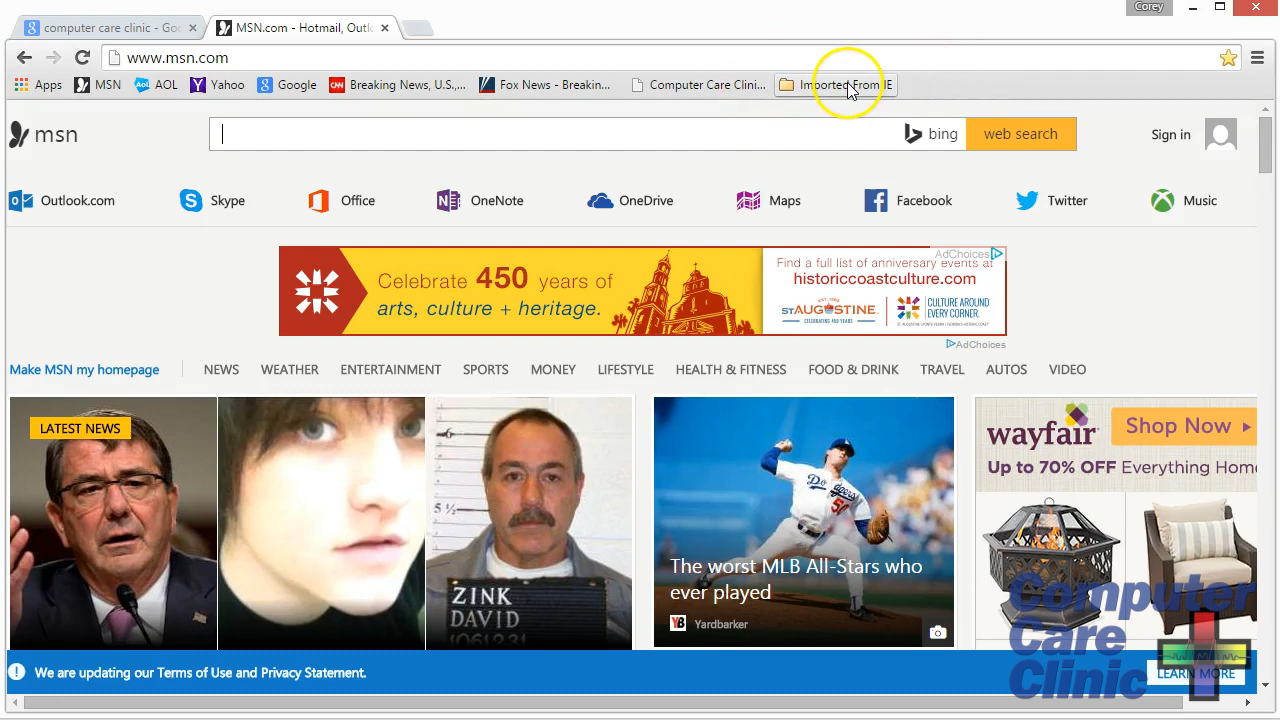 Corey
computer care clinic - Goo
MSN.com - Hotmail, Outlo
www.msn.com
Apps MSN AOL Yahoo Google Breaking News, U.S.,... Fox News - Breakin... Computer Care Clini... Imported From IE
msn
bing web search Sign in
Outlook.com Skype Office OneNote OneDrive Maps Facebook Twitter Music
AdChoices
Celebrate 450 years of
arts, culture + heritage.
Find a full list of anniversary events at
historiccoastculture.com
ST AUGUSTINE
CULTURE AROUND
EVERY CORNER.
AdChoices
Make MSN my homepage NEWS WEATHER ENTERTAINMENT SPORTS MONEY LIFESTYLE HEALTH & FITNESS FOOD & DRINK TRAVEL AUTOS VIDEO
LATEST NEWS
ZINK
DAVID
The worst MLB All-Stars who
ever played
YB Yardbarker
Dodgers
50
wayfair Shop Now
Up to 70% OFF Everything Home
Computer
Care
Clinic
We are updating our Terms of Use and Privacy Statement.
LEARN MORE